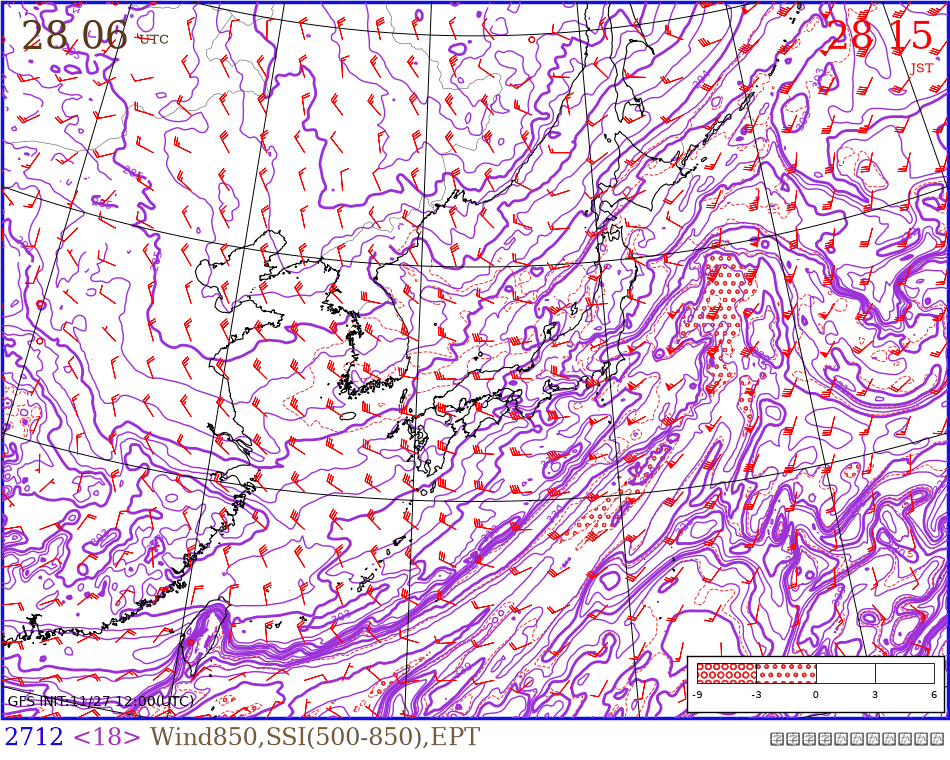 28 06 UTC 28 15
JST
-9 -3 0 3 6
GFS INIT:11/27 12:00(UTC)
2712 <18> Wind850,SSI(500-850),EPT